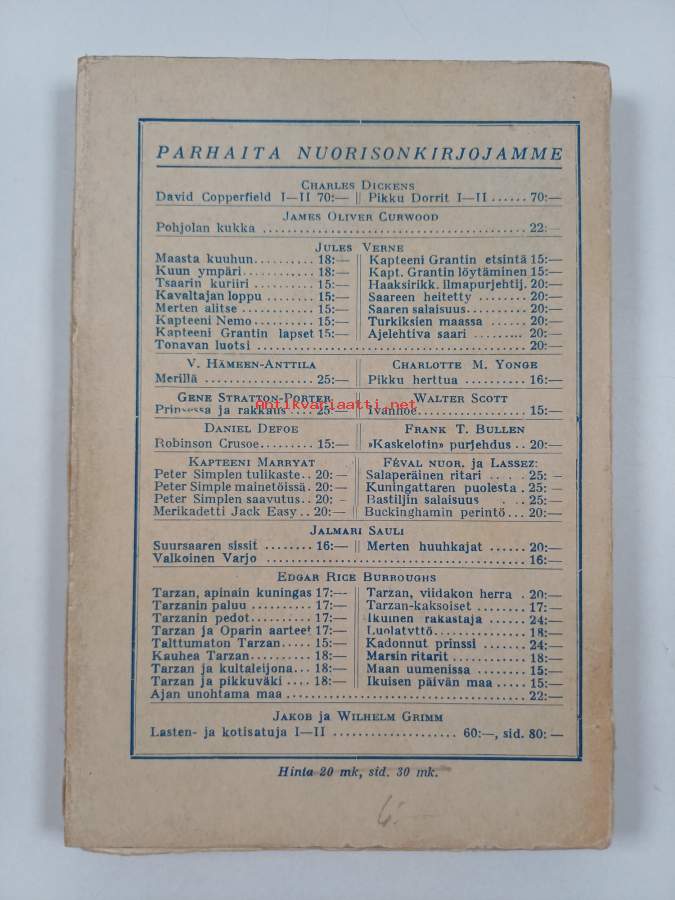 PARHAITA NUORISONKIRJOJAMME
CHARLES DICKENS
David Copperfield I—II 70:— Pikku Dorrit I—II ...... 70:—
JAMES OLIVER CURWOOD
Pohjolan kukka .......... 22:—
JULES VERNE
Maasta kuuhun.......... 18:— Kapteeni Grantin etsintä 15:—
Kuun ympäri............ 18:— Kapt. Grantin löytäminen 15:—
Tsaarin kuriiri .......... 15:— Haaksirikk. ilmapurjehtij. 20:—
Kavaltajan loppu ........ 15:— Saareen heitetty ........ 20:—
Merten alitse ............ 15:— Saaren salaisuus.......... 20:—
Kapteeni Nemo.......... 15:— Turkiksien maassa ...... 20:—
Kapteeni Grantin lapset 15:— Ajelehtiva saari ......... 20:—
Tonavan luotsi .......... 20:—
V. HÄMEEN-ANTTILA CHARLOTTE M. YONGE
Merillä .................. 25:— Pikku herttua .......... 16:—
GENE STRATTON-PORTER WALTER SCOTT
Prinsessa ja rakkaus .... 25:— Ivanhoe.................. 15:—
antikvariaatti.net
DANIEL DEFOE FRANK T. BULLEN
Robinson Crusoe........ 15:— »Kaskelotin» purjehdus .. 20:—
KAPTEENI MARRYAT FÉVAL NUOR. JA LASSEZ:
Peter Simplen tulikaste.. 20:— Salaperäinen ritari .... 25:—
Peter Simple mainetöissä. 20:— Kuningattaren puolesta . 25:—
Peter Simplen saavutus.. 20:— Bastiljin salaisuus .... 25:—
Merikadetti Jack Easy .. 20:— Buckinghamin perintö... 20:—
JALMARI SAULI
Suursaaren sissit ........ 16:— Merten huuhkajat ...... 20:—
Valkoinen Varjo .......... 16:—
EDGAR RICE BURROUGHS
Tarzan, apinain kuningas 17:— Tarzan, viidakon herra . 20:—
Tarzanin paluu .......... 17:— Tarzan-kaksoiset ........ 17:—
Tarzanin pedot.......... 17:— Ikuinen rakastaja ...... 24:—
Tarzan ja Oparin aarteet 17:— Luolatyttö.............. 18:—
Talttumaton Tarzan..... 15:— Kadonnut prinssi ...... 24:—
Kauhea Tarzan.......... 18:— Marsin ritarit .......... 18:—
Tarzan ja kultaleijona... 18:— Maan uumenissa ........ 15:—
Tarzan ja pikkuväki .... 18:— Ikuisen päivän maa ..... 15:—
Ajan unohtama maa .......... 22:—
JAKOB ja WILHELM GRIMM
Lasten- ja kotisatuja I—II .................... 60:—, sid. 80:—
Hinta 20 mk, sid. 30 mk.
6:—